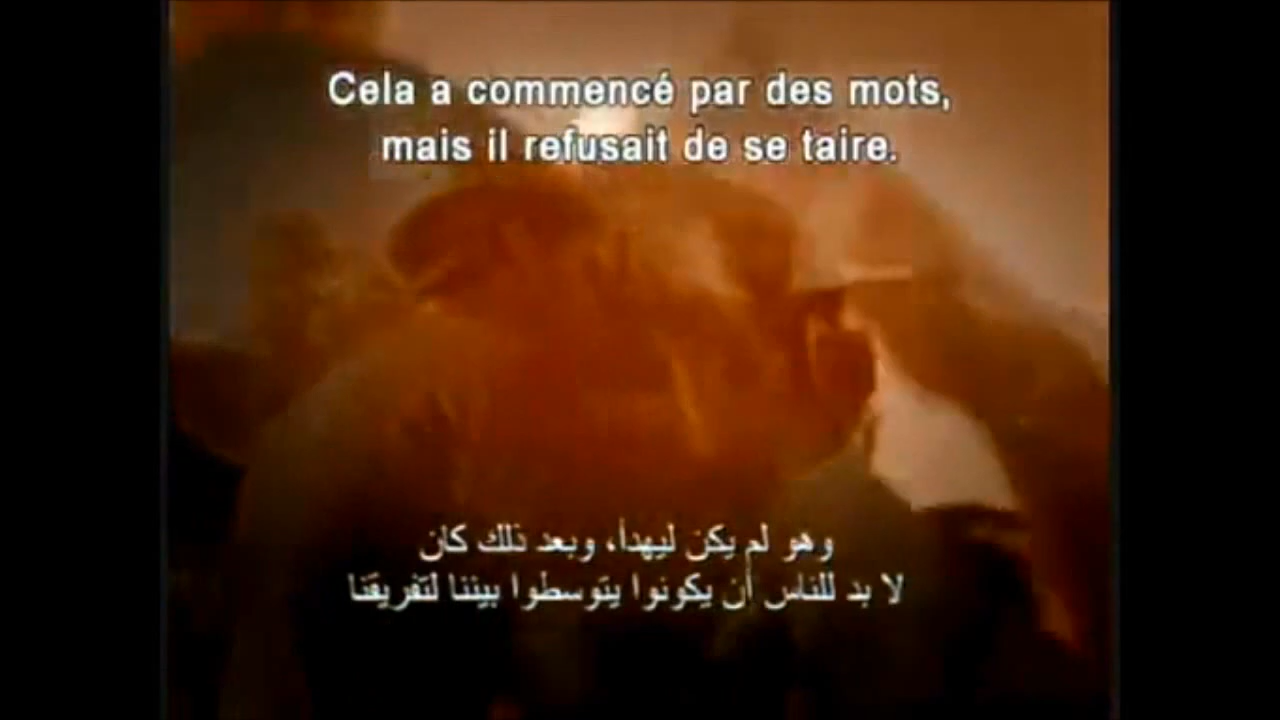 Cela a commencé par des mots,
mais il refusait de se taire.
وهو لم يكن ليهدأ، وبعد ذلك كان
لا بد للناس أن يكونوا يتوسطوا بيننا لتفريقنا